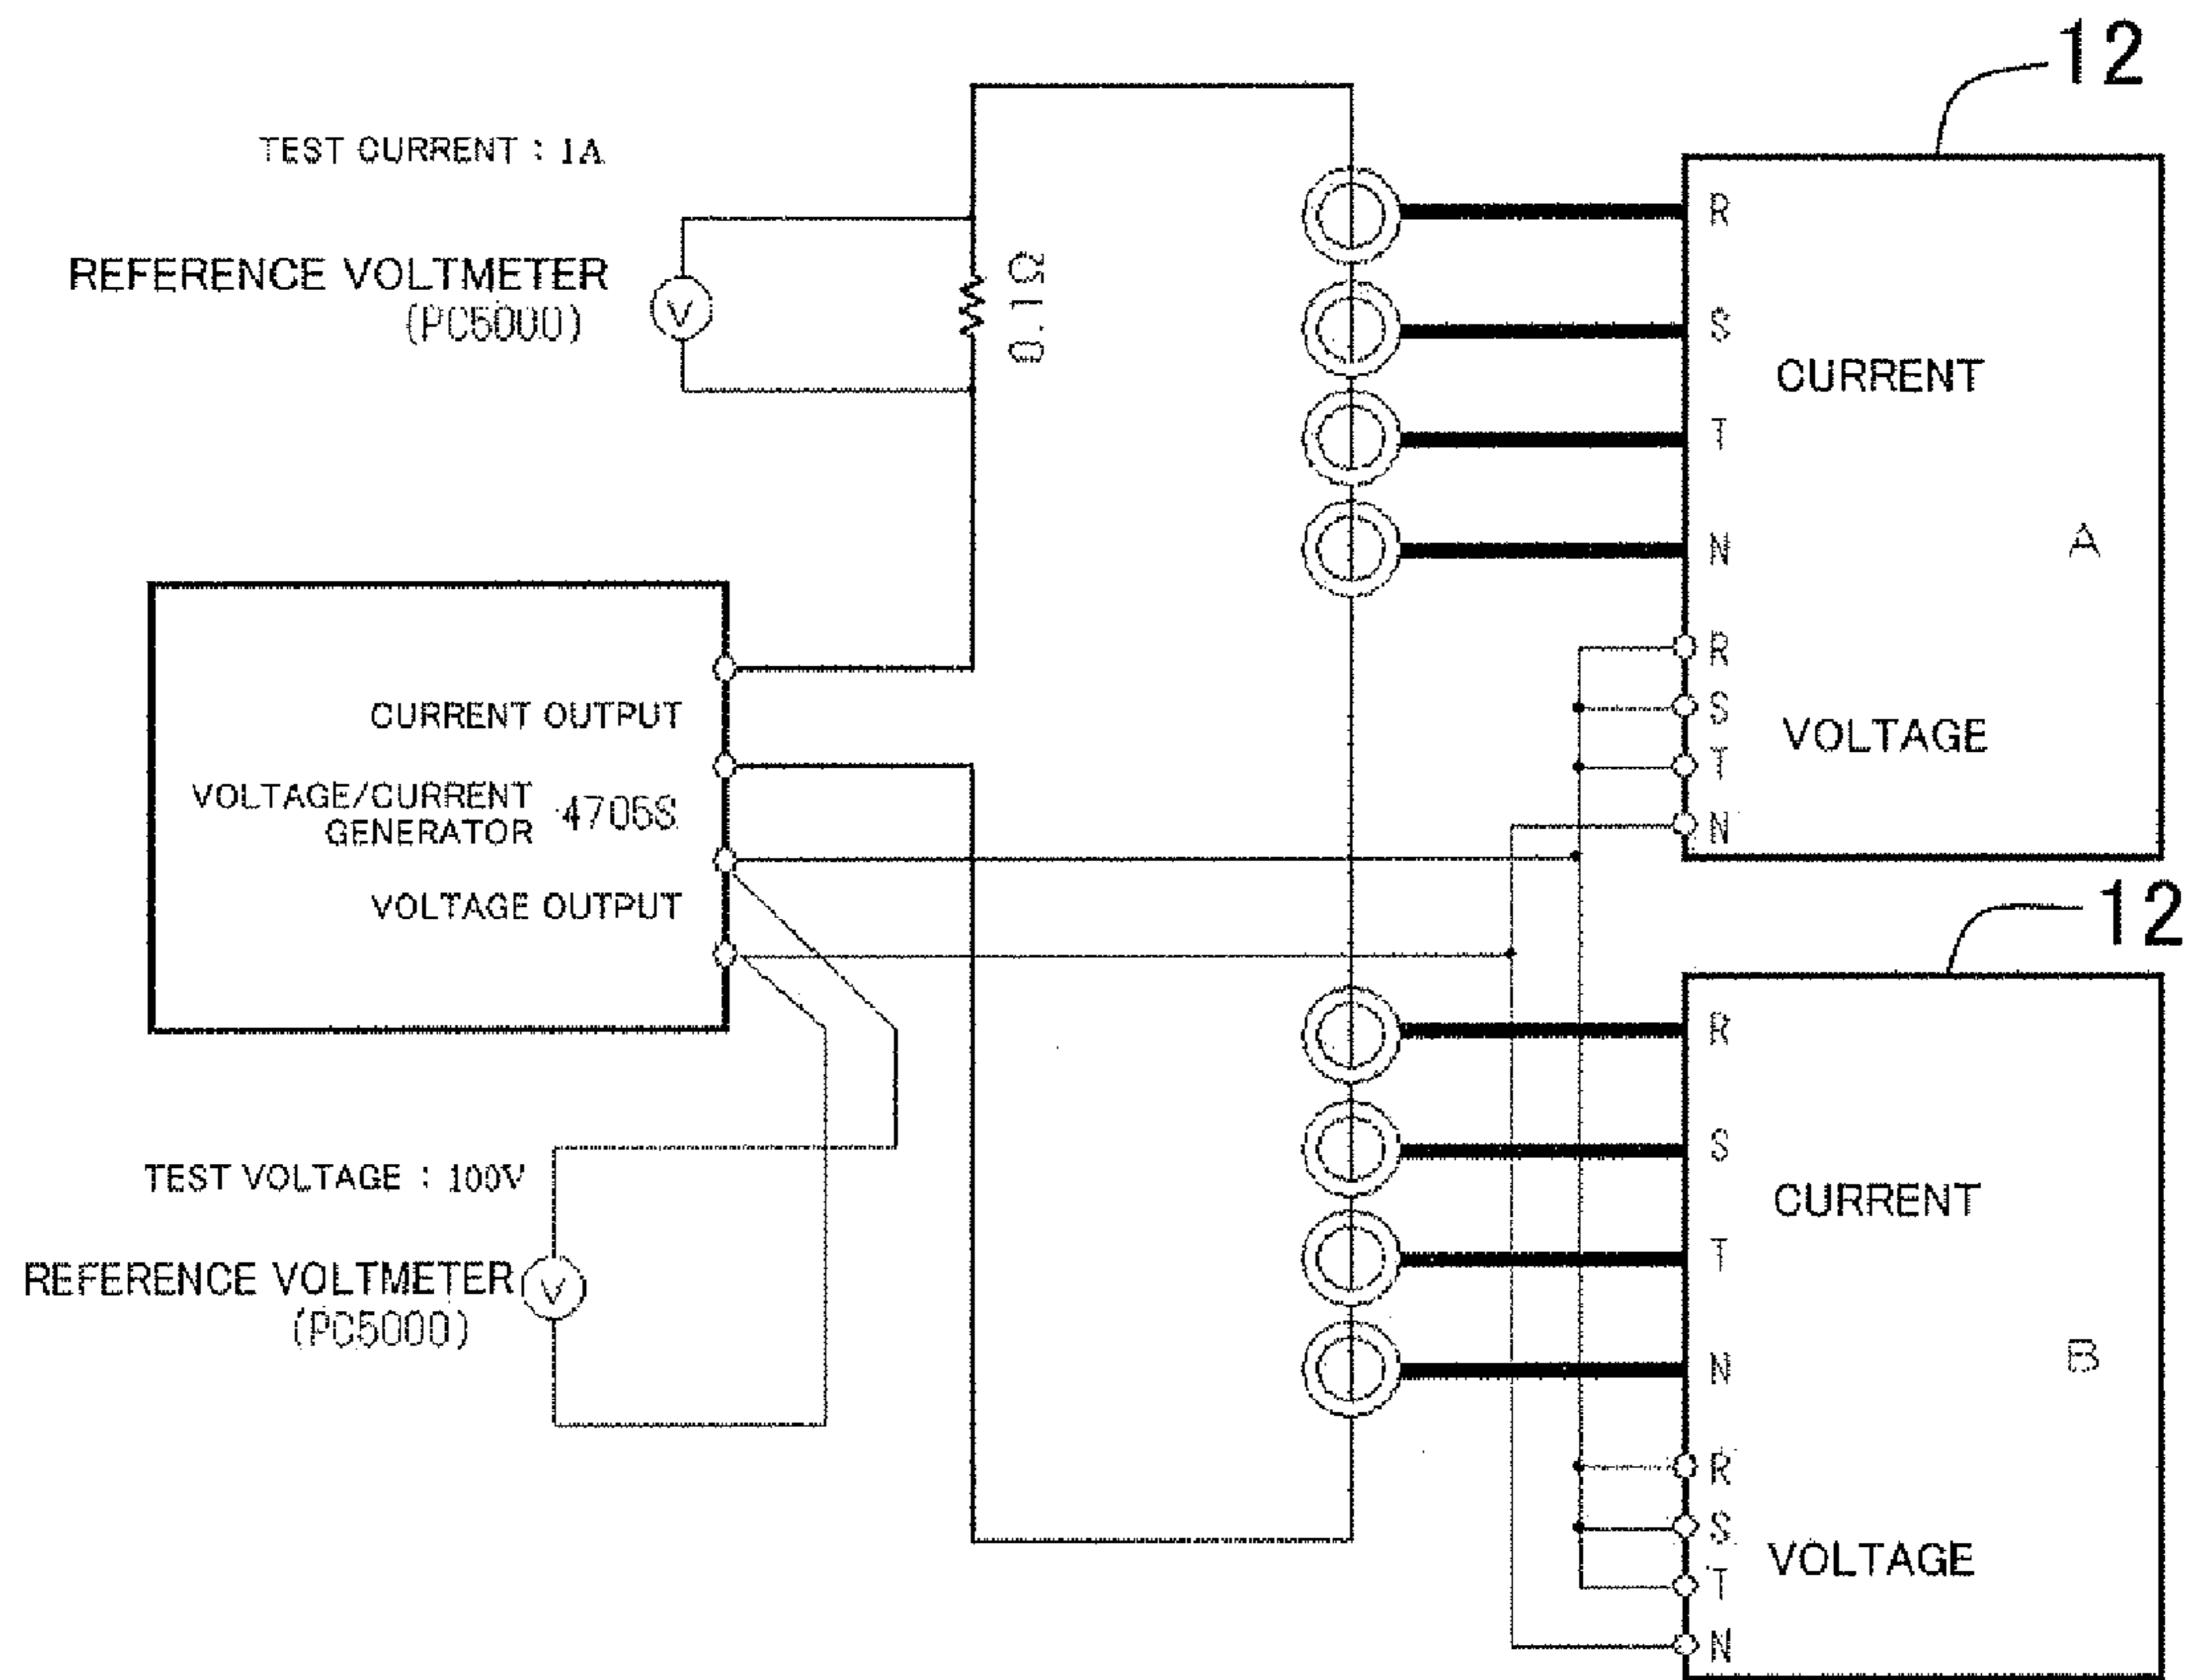 12
TEST CURRENT : 1A
REFERENCE VOLTMETER
(PC5000)
V
0.1Ω
R
S
CURRENT
T
N
A
R
S
VOLTAGE
T
N
CURRENT OUTPUT
VOLTAGE/CURRENT
GENERATOR 4705S
VOLTAGE OUTPUT
12
TEST VOLTAGE : 100V
REFERENCE VOLTMETER
(PC5000)
V
R
S
CURRENT
T
N
B
R
S
VOLTAGE
T
N